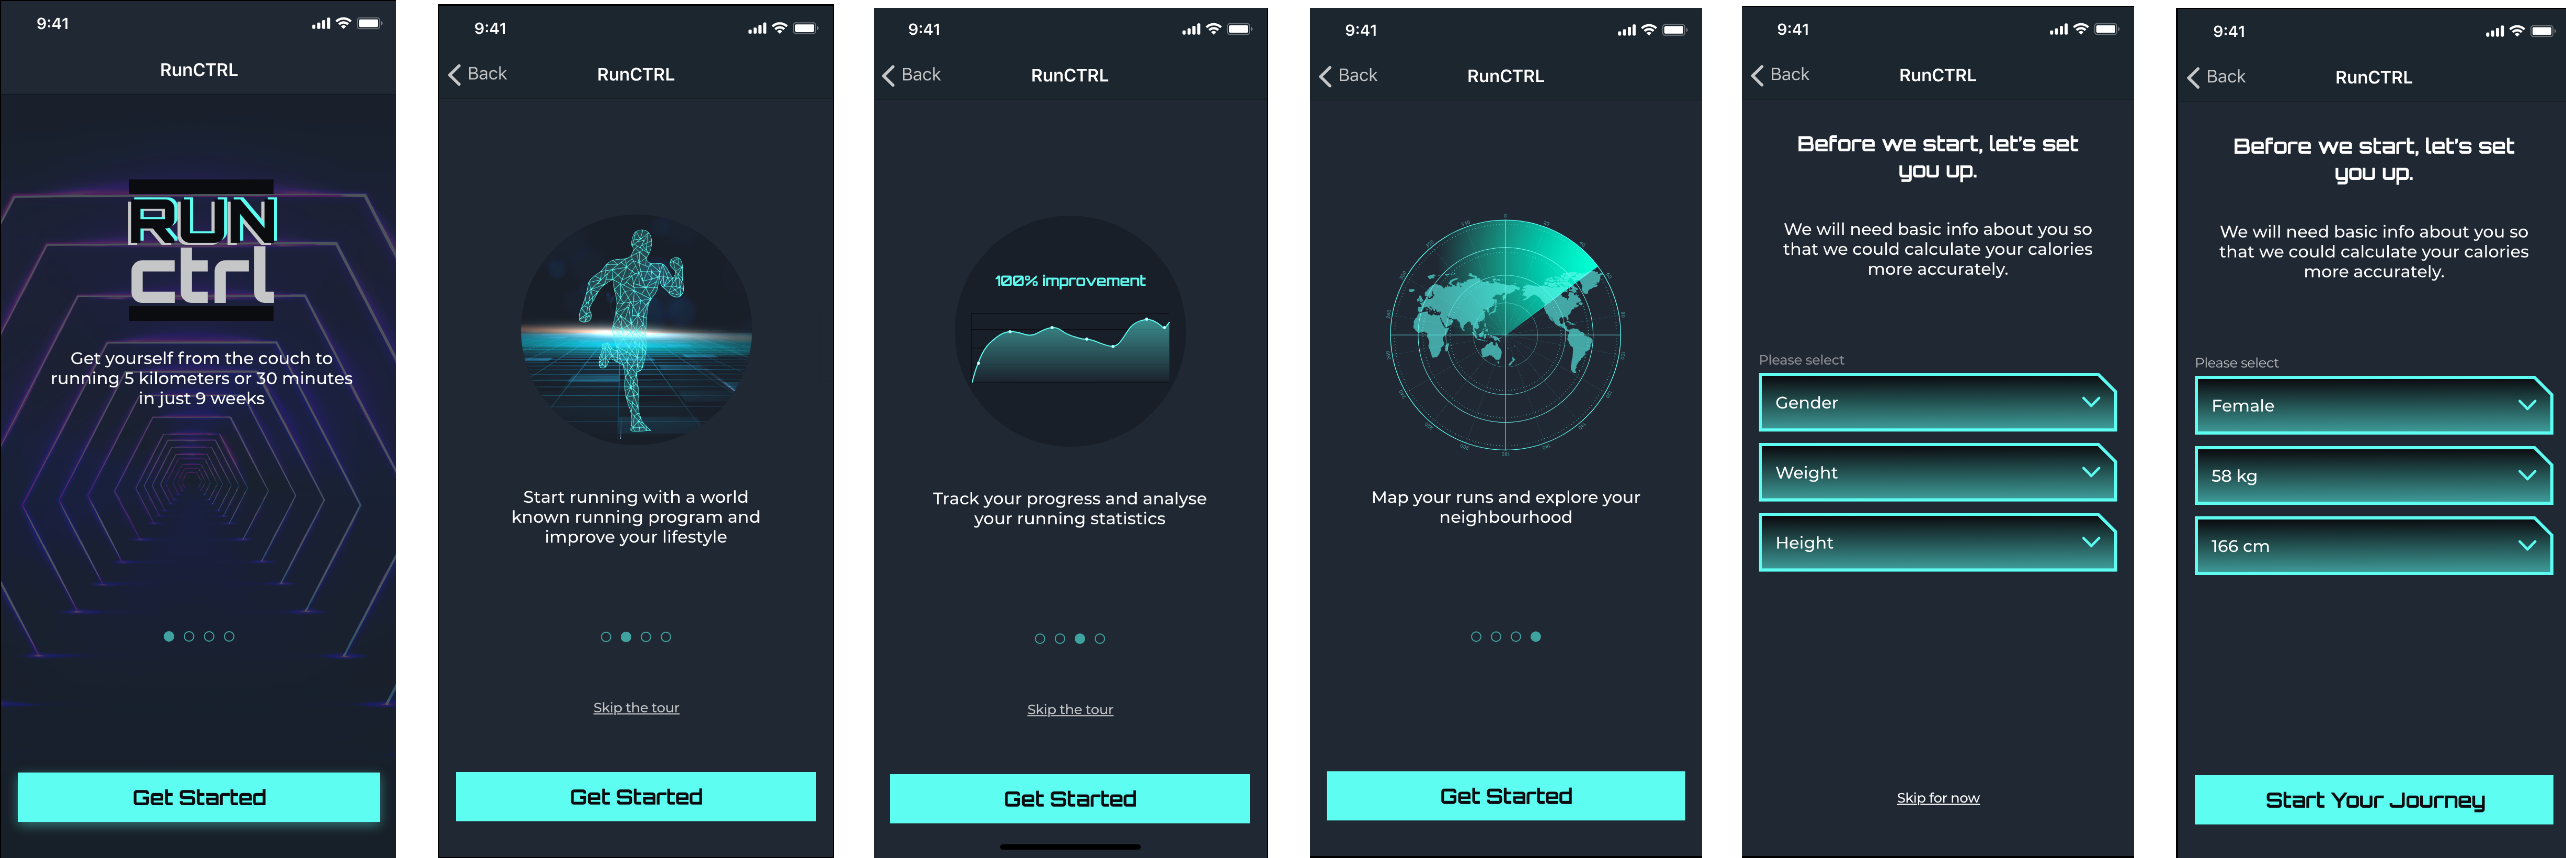 9:41
RunCTRL
RUN
ctrl
Get yourself from the couch to
running 5 kilometers or 30 minutes
in just 9 weeks
Get Started
9:41
Back
RunCTRL
Start running with a world
known running program and
improve your lifestyle
Skip the tour
Get Started
9:41
Back
RunCTRL
100% improvement
Track your progress and analyse
your running statistics
Skip the tour
Get Started
9:41
Back
RunCTRL
Map your runs and explore your
neighbourhood
Get Started
9:41
Back
RunCTRL
Before we start, let's set
you up.
We will need basic info about you so
that we could calculate your calories
more accurately.
Please select
Gender
Weight
Height
Skip for now
9:41
Back
RunCTRL
Before we start, let's set
you up.
We will need basic info about you so
that we could calculate your calories
more accurately.
Please select
Female
58 kg
166 cm
Start Your Journey